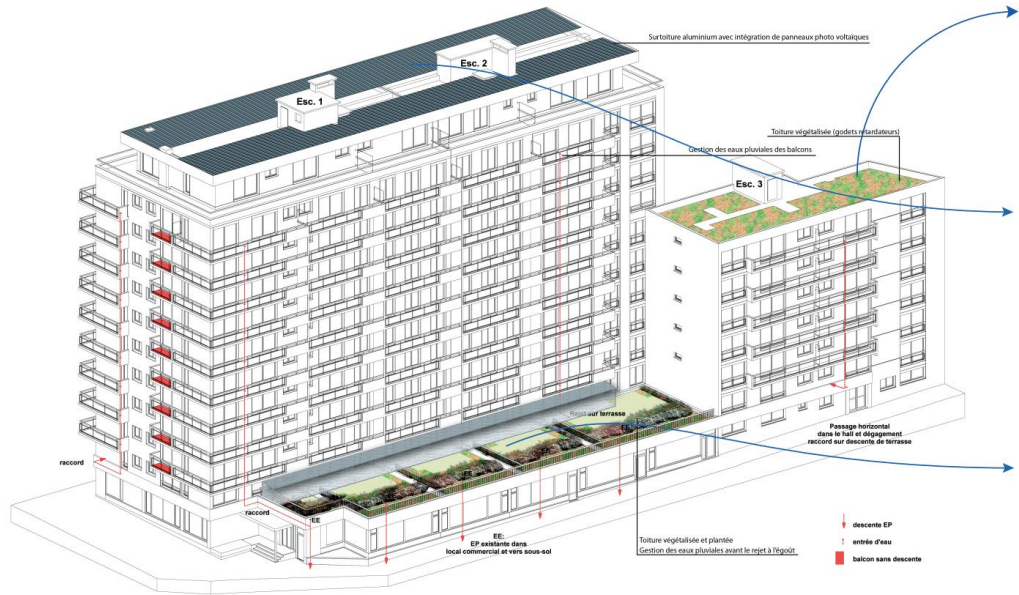 Surtoiture aluminium avec intégration de panneaux photo voltaïques
Esc. 2
Esc. 1
Toiture végétalisée (godets retardateurs)
Gestion des eaux pluviales des balcons
Esc. 3
Rejet sur terrasse
Passage horizontal
dans le hall et dégagement
raccord sur descente de terrasse
raccord
raccord
EE
EE:
EP existante dans
local commercial et vers sous-sol
Toiture végétalisée et plantée
Gestion des eaux pluviales avant le rejet à l'égoût
descente EP
entrée d'eau
balcon sans descente